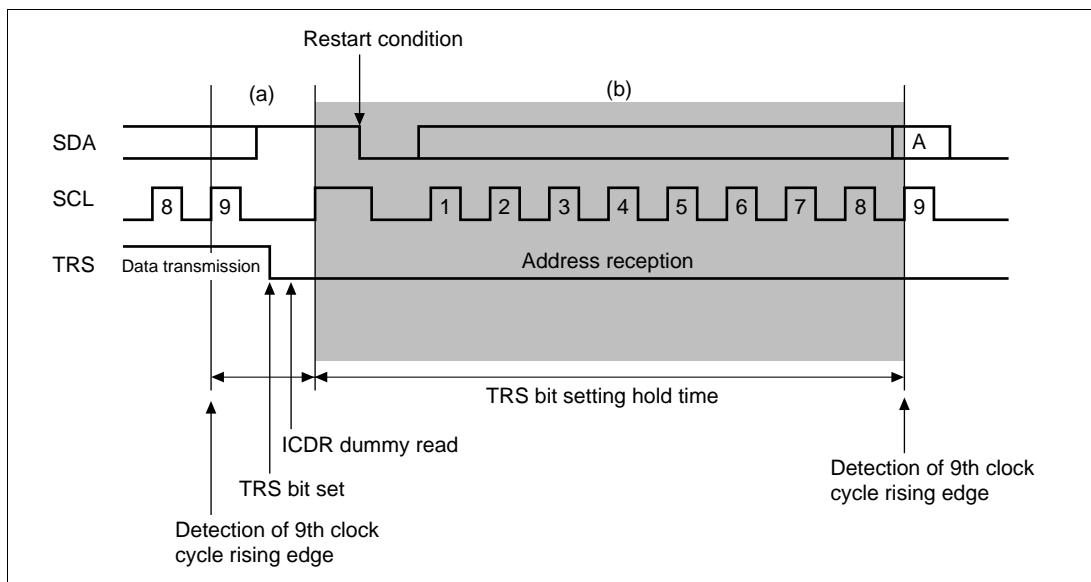 Restart condition
(a)
(b)
SDA
A
SCL
8
9
1
2
3
4
5
6
7
8
9
TRS
Data transmission
Address reception
TRS bit setting hold time
ICDR dummy read
TRS bit set
Detection of 9th clock
cycle rising edge
Detection of 9th clock
cycle rising edge